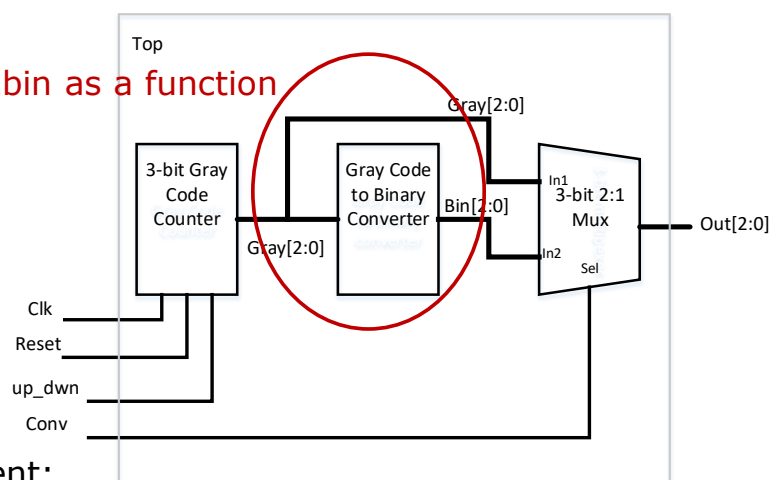 Top
bin as a function
Gray[2:0]
3-bit Gray
Code
Counter
Gray Code
to Binary
Converter
In1
3-bit 2:1
Mux
Bin[2:0]
Out[2:0]
Gray[2:0]
In2
Sel
Clk
Reset
up_dwn
Conv